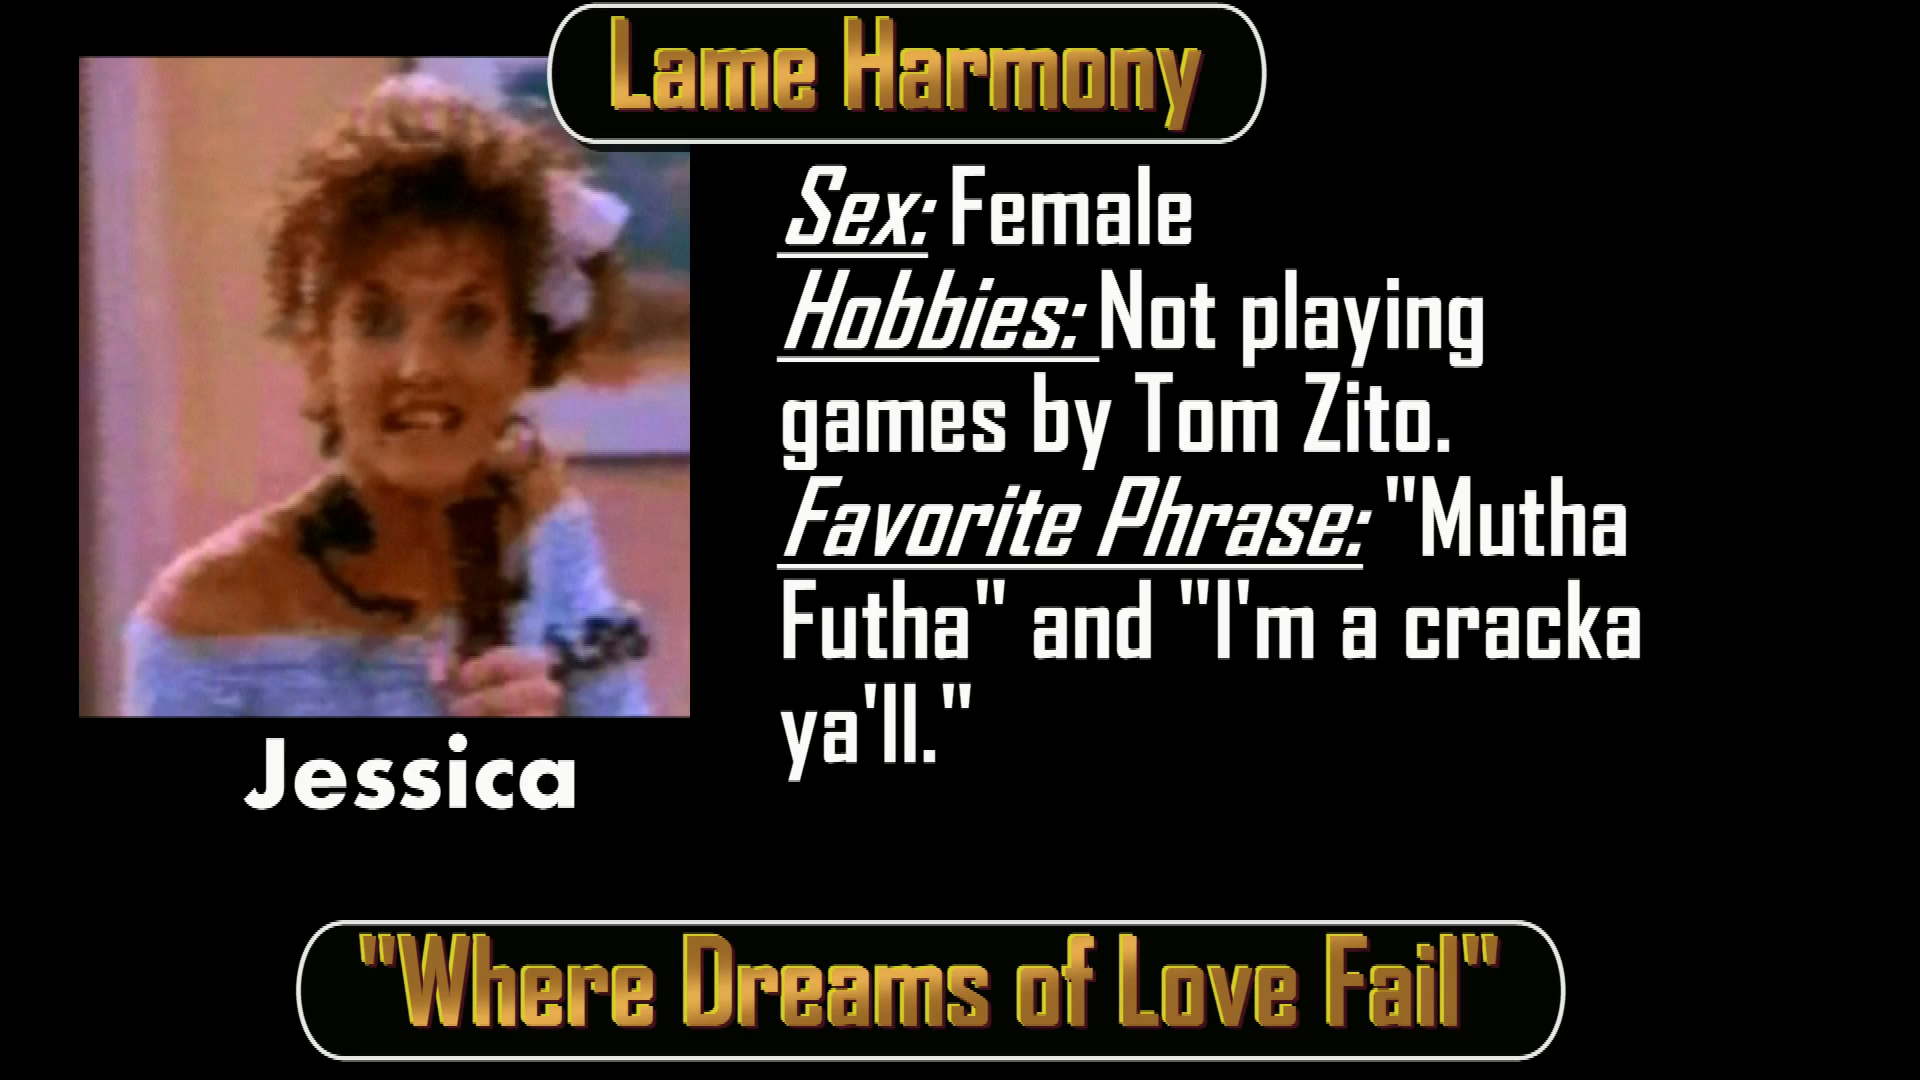 Lame Harmony
Sex: Female
Hobbies: Not playing
games by Tom Zito.
Favorite Phrase: "Mutha
Futha" and "I'm a cracka
ya'll."
Jessica
"Where Dreams of Love Fail"